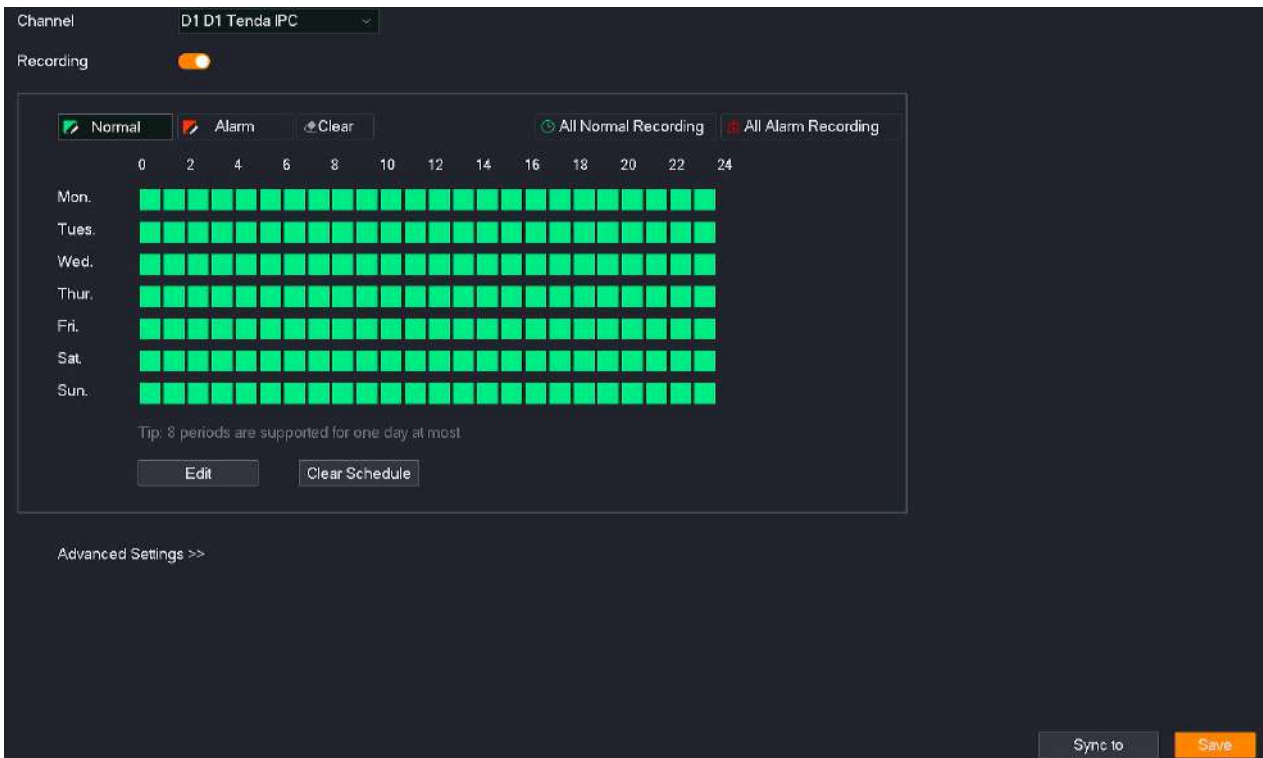 Channel D1 D1 Tenda IPC
Recording
Normal Alarm Clear All Normal Recording All Alarm Recording
0 2 4 6 8 10 12 14 16 18 20 22 24
Mon.
Tues.
Wed.
Thur.
Fri.
Sat.
Sun.
Tip: 8 periods are supported for one day at most
Edit Clear Schedule
Advanced Settings >>
Sync to Save